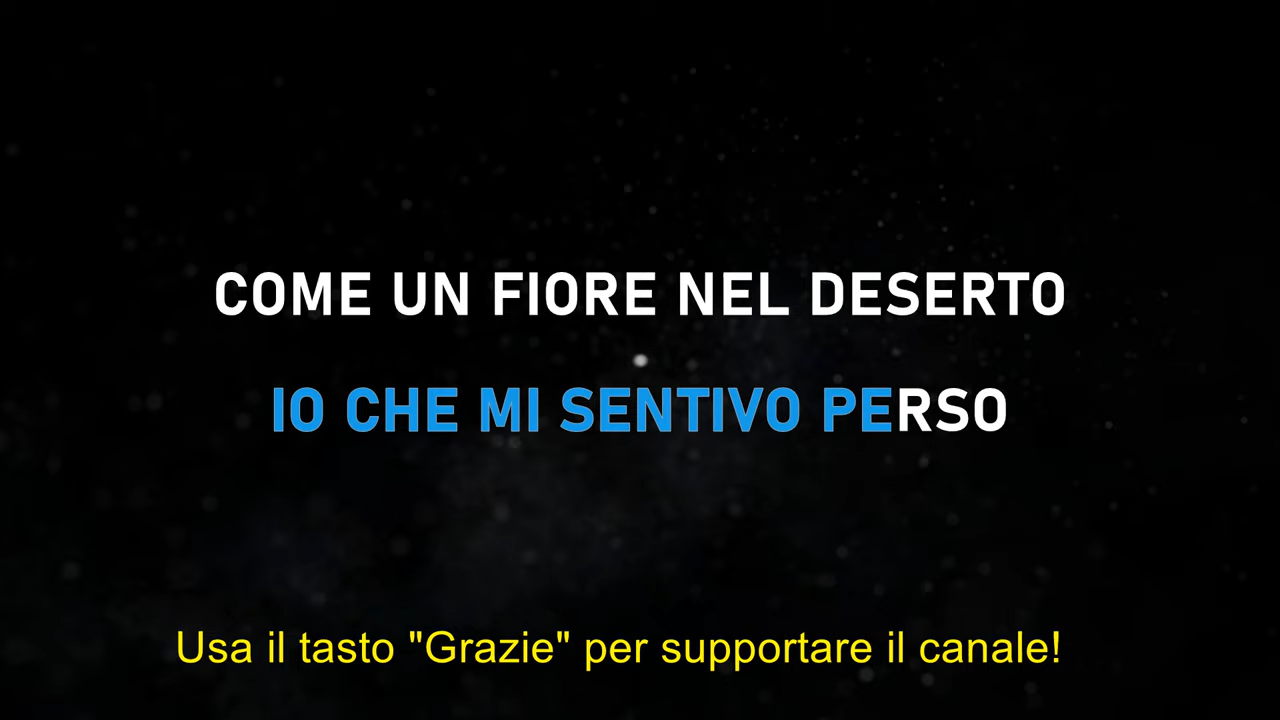 COME UN FIORE NEL DESERTO
IO CHE MI SENTIVO PERSO
Usa il tasto "Grazie" per supportare il canale!